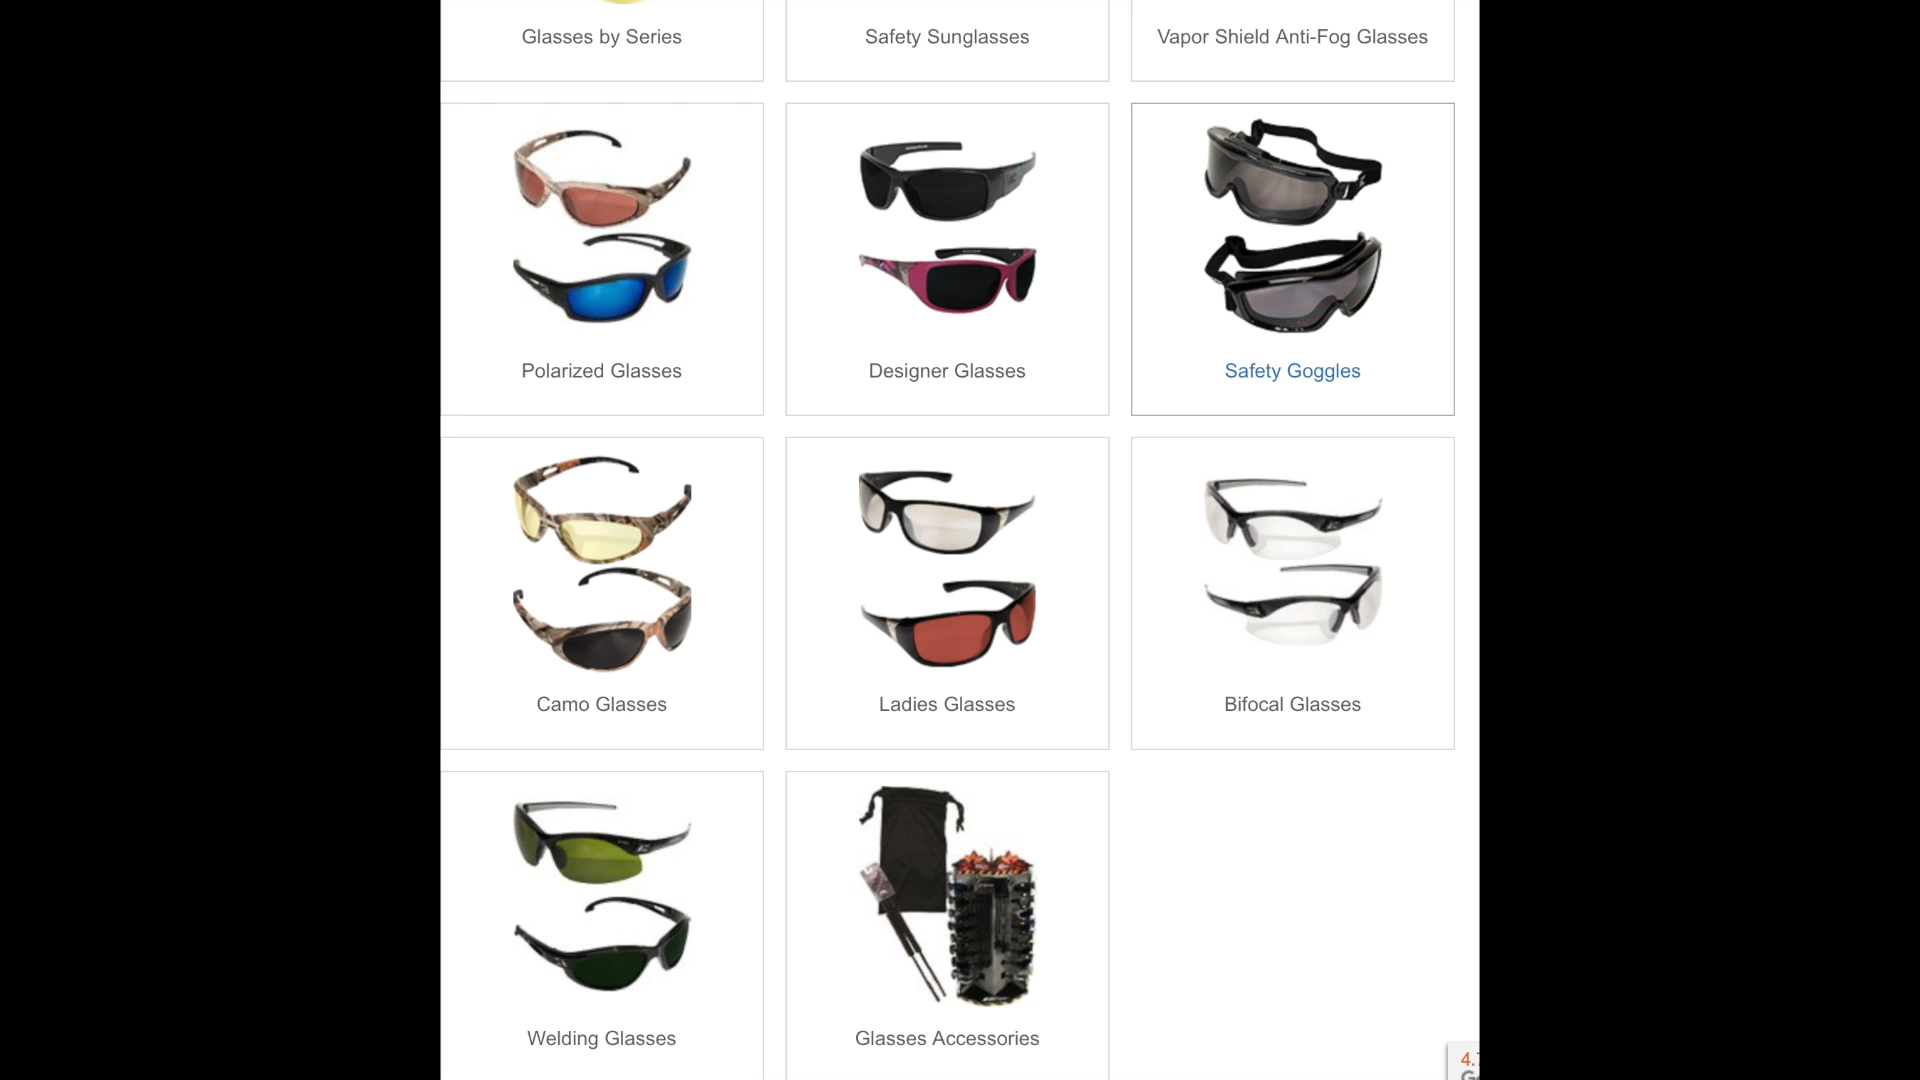 Glasses by Series
Safety Sunglasses
Vapor Shield Anti-Fog Glasses
Polarized Glasses
Designer Glasses
Safety Goggles
Camo Glasses
Ladies Glasses
Bifocal Glasses
Welding Glasses
Glasses Accessories